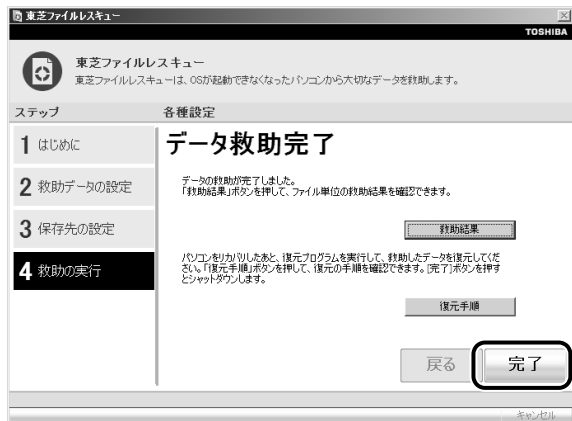 東芝ファイルレスキュー
TOSHIBA
東芝ファイルレスキュー
東芝ファイルレスキューは、OSが起動できなくなったパソコンから大切なデータを救助します。
ステップ
各種設定
1 はじめに
2 救助データの設定
3 保存先の設定
4 救助の実行
データ救助完了
データの救助が完了しました。
「救助結果」ボタンを押して、ファイル単位の救助結果を確認できます。
救助結果
パソコンをリカバリしたあと、復元プログラムを実行して、救助したデータを復元してくだ
さい。「復元手順」ボタンを押して、復元の手順を確認できます。[完了]ボタンを押す
とシャットダウンします。
復元手順
戻る
完了
キャンセル